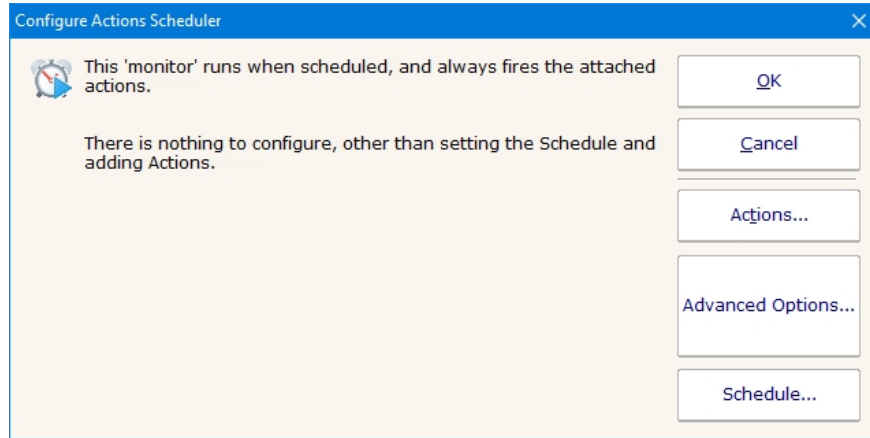 Configure Actions Scheduler
This 'monitor' runs when scheduled, and always fires the attached
actions.
There is nothing to configure, other than setting the Schedule and
adding Actions.
OK
Cancel
Actions...
Advanced Options...
Schedule...